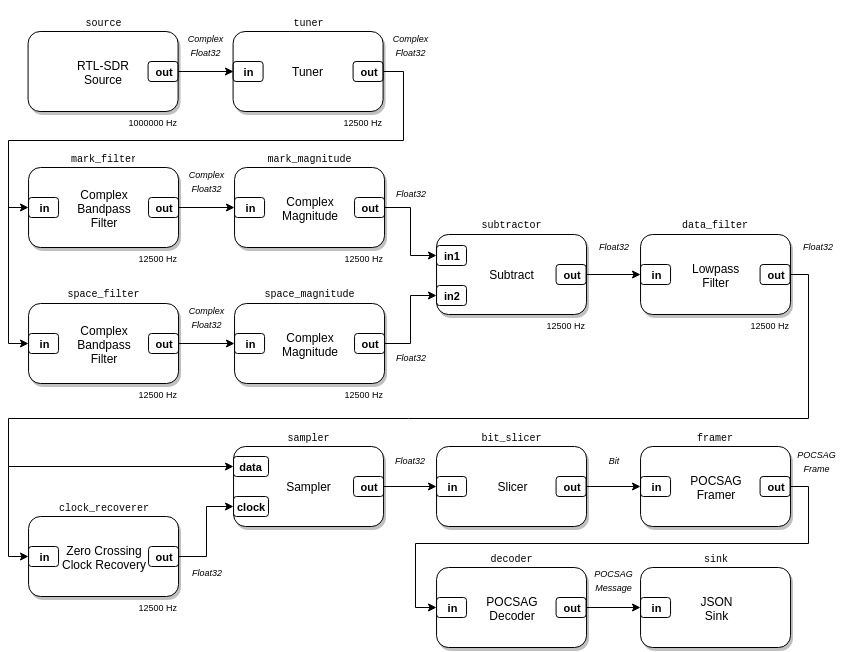 source
tuner
Complex
Float32
Complex
Float32
RTL-SDR
Source
out
in
Tuner
out
1000000 Hz
12500 Hz
mark_filter
mark_magnitude
Complex
Float32
Float32
in
Complex
Bandpass
Filter
out
in
Complex
Magnitude
out
12500 Hz
12500 Hz
subtractor
data_filter
in1
in2
Subtract
out
Float32
in
Lowpass
Filter
out
Float32
12500 Hz
12500 Hz
space_filter
space_magnitude
Complex
Float32
in
Complex
Bandpass
Filter
out
in
Complex
Magnitude
out
Float32
12500 Hz
12500 Hz
sampler
bit_slicer
framer
data
clock
Sampler
out
Float32
in
Slicer
out
Bit
in
POCSAG
Framer
out
POCSAG
Frame
clock_recoverer
in
Zero Crossing
Clock Recovery
out
Float32
12500 Hz
decoder
sink
in
POCSAG
Decoder
out
POCSAG
Message
in
JSON
Sink